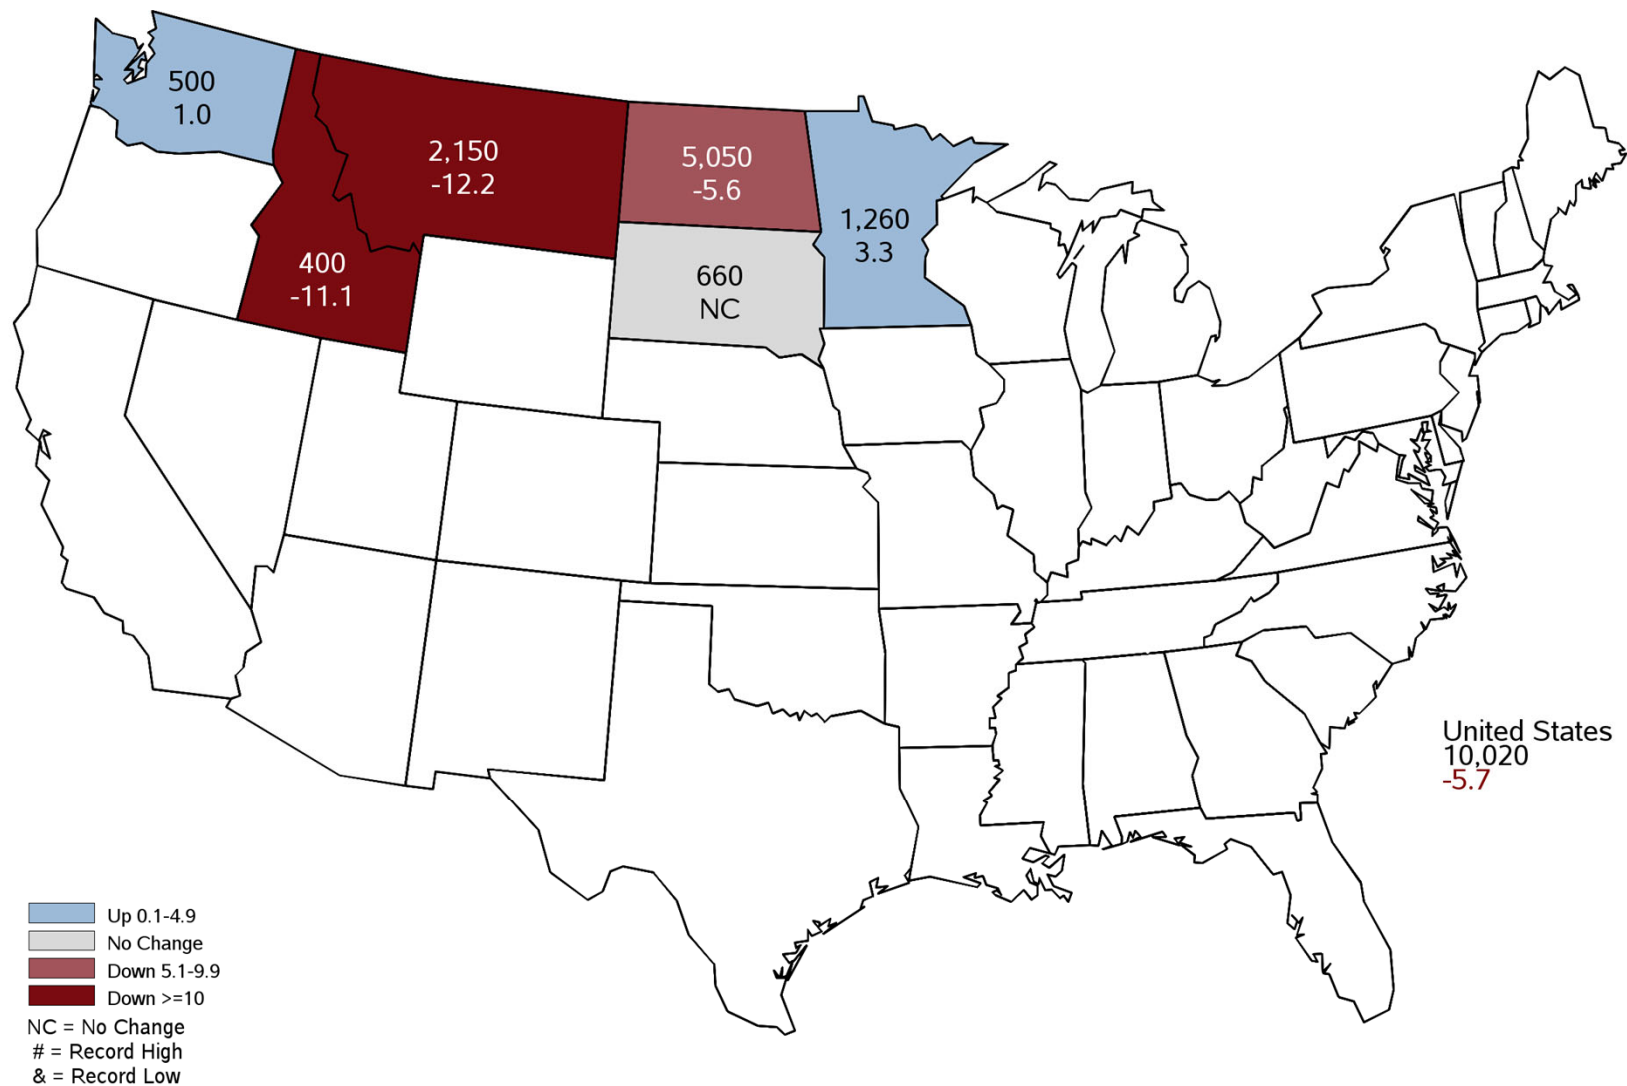 500
1.0
2,150
-12.2
5,050
-5.6
1,260
3.3
400
-11.1
660
NC
United States
10,020
-5.7
Up 0.1-4.9
No Change
Down 5.1-9.9
Down >=10
NC = No Change
# = Record High
& = Record Low